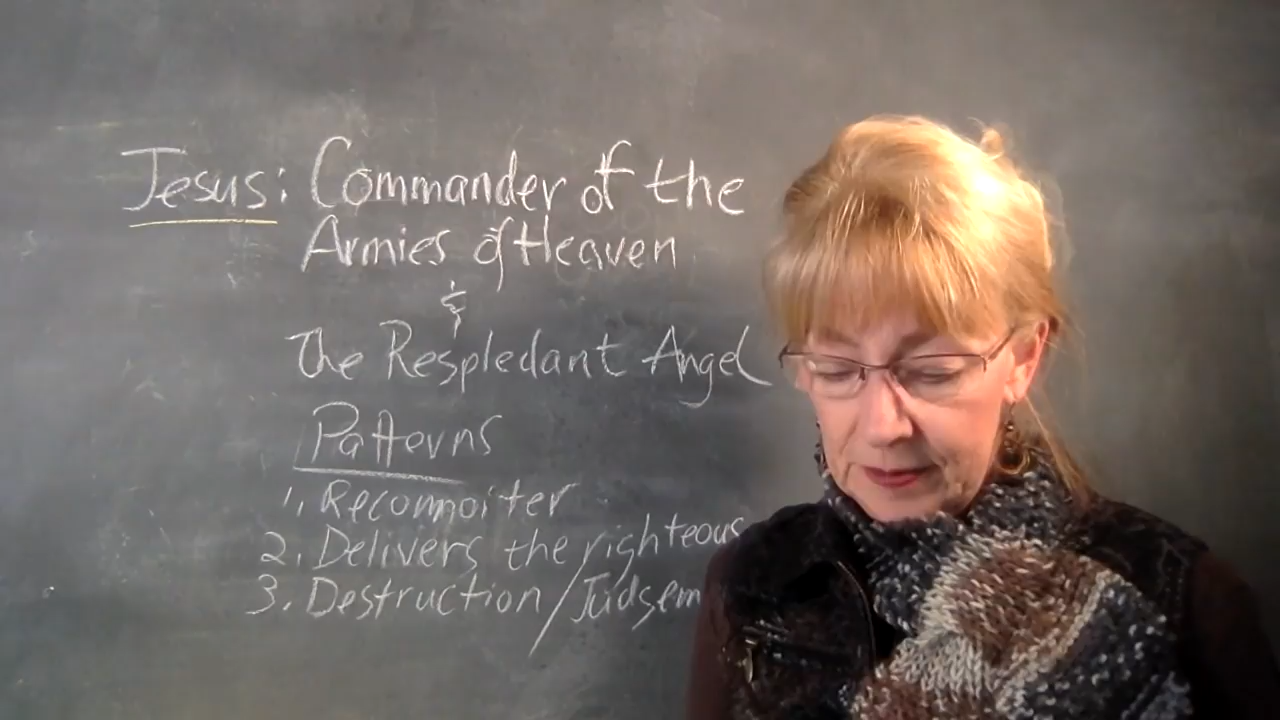 Jesus: Commander of the
Armies of Heaven
&
The Respledant Angel
Patterns
1, Reconnoiter
2. Delivers the righteous
3. Destruction/Judsem